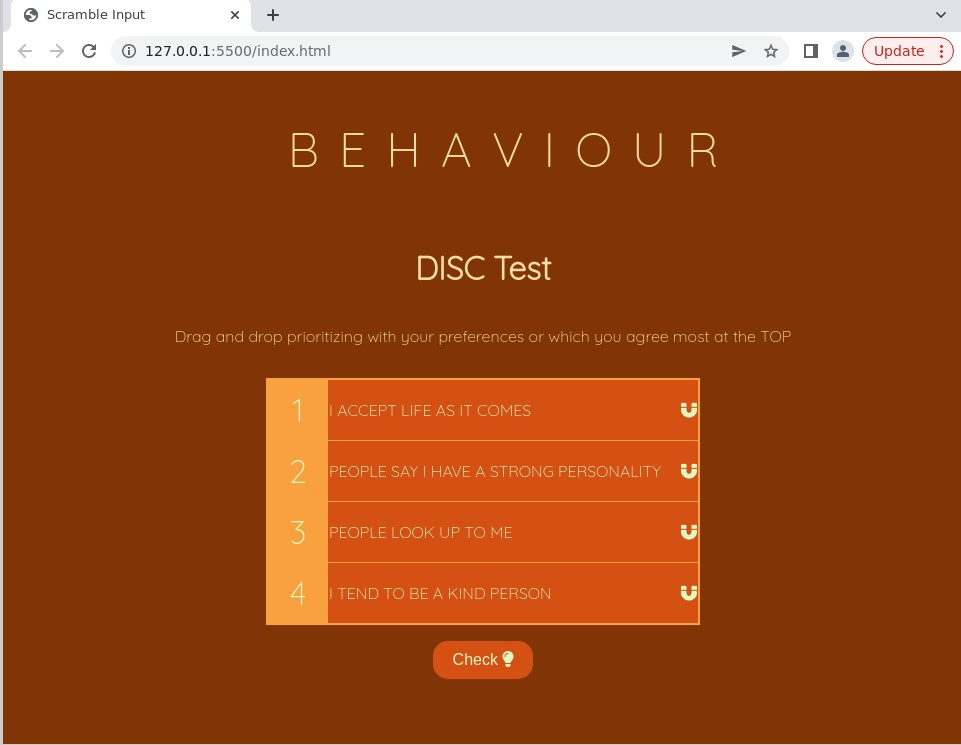 Scramble Input
127.0.0.1:5500/index.html
Update
BEHAVIOUR
DISC Test
Drag and drop prioritizing with your preferences or which you agree most at the TOP
1 I ACCEPT LIFE AS IT COMES
2 PEOPLE SAY I HAVE A STRONG PERSONALITY
3 PEOPLE LOOK UP TO ME
4 I TEND TO BE A KIND PERSON
Check